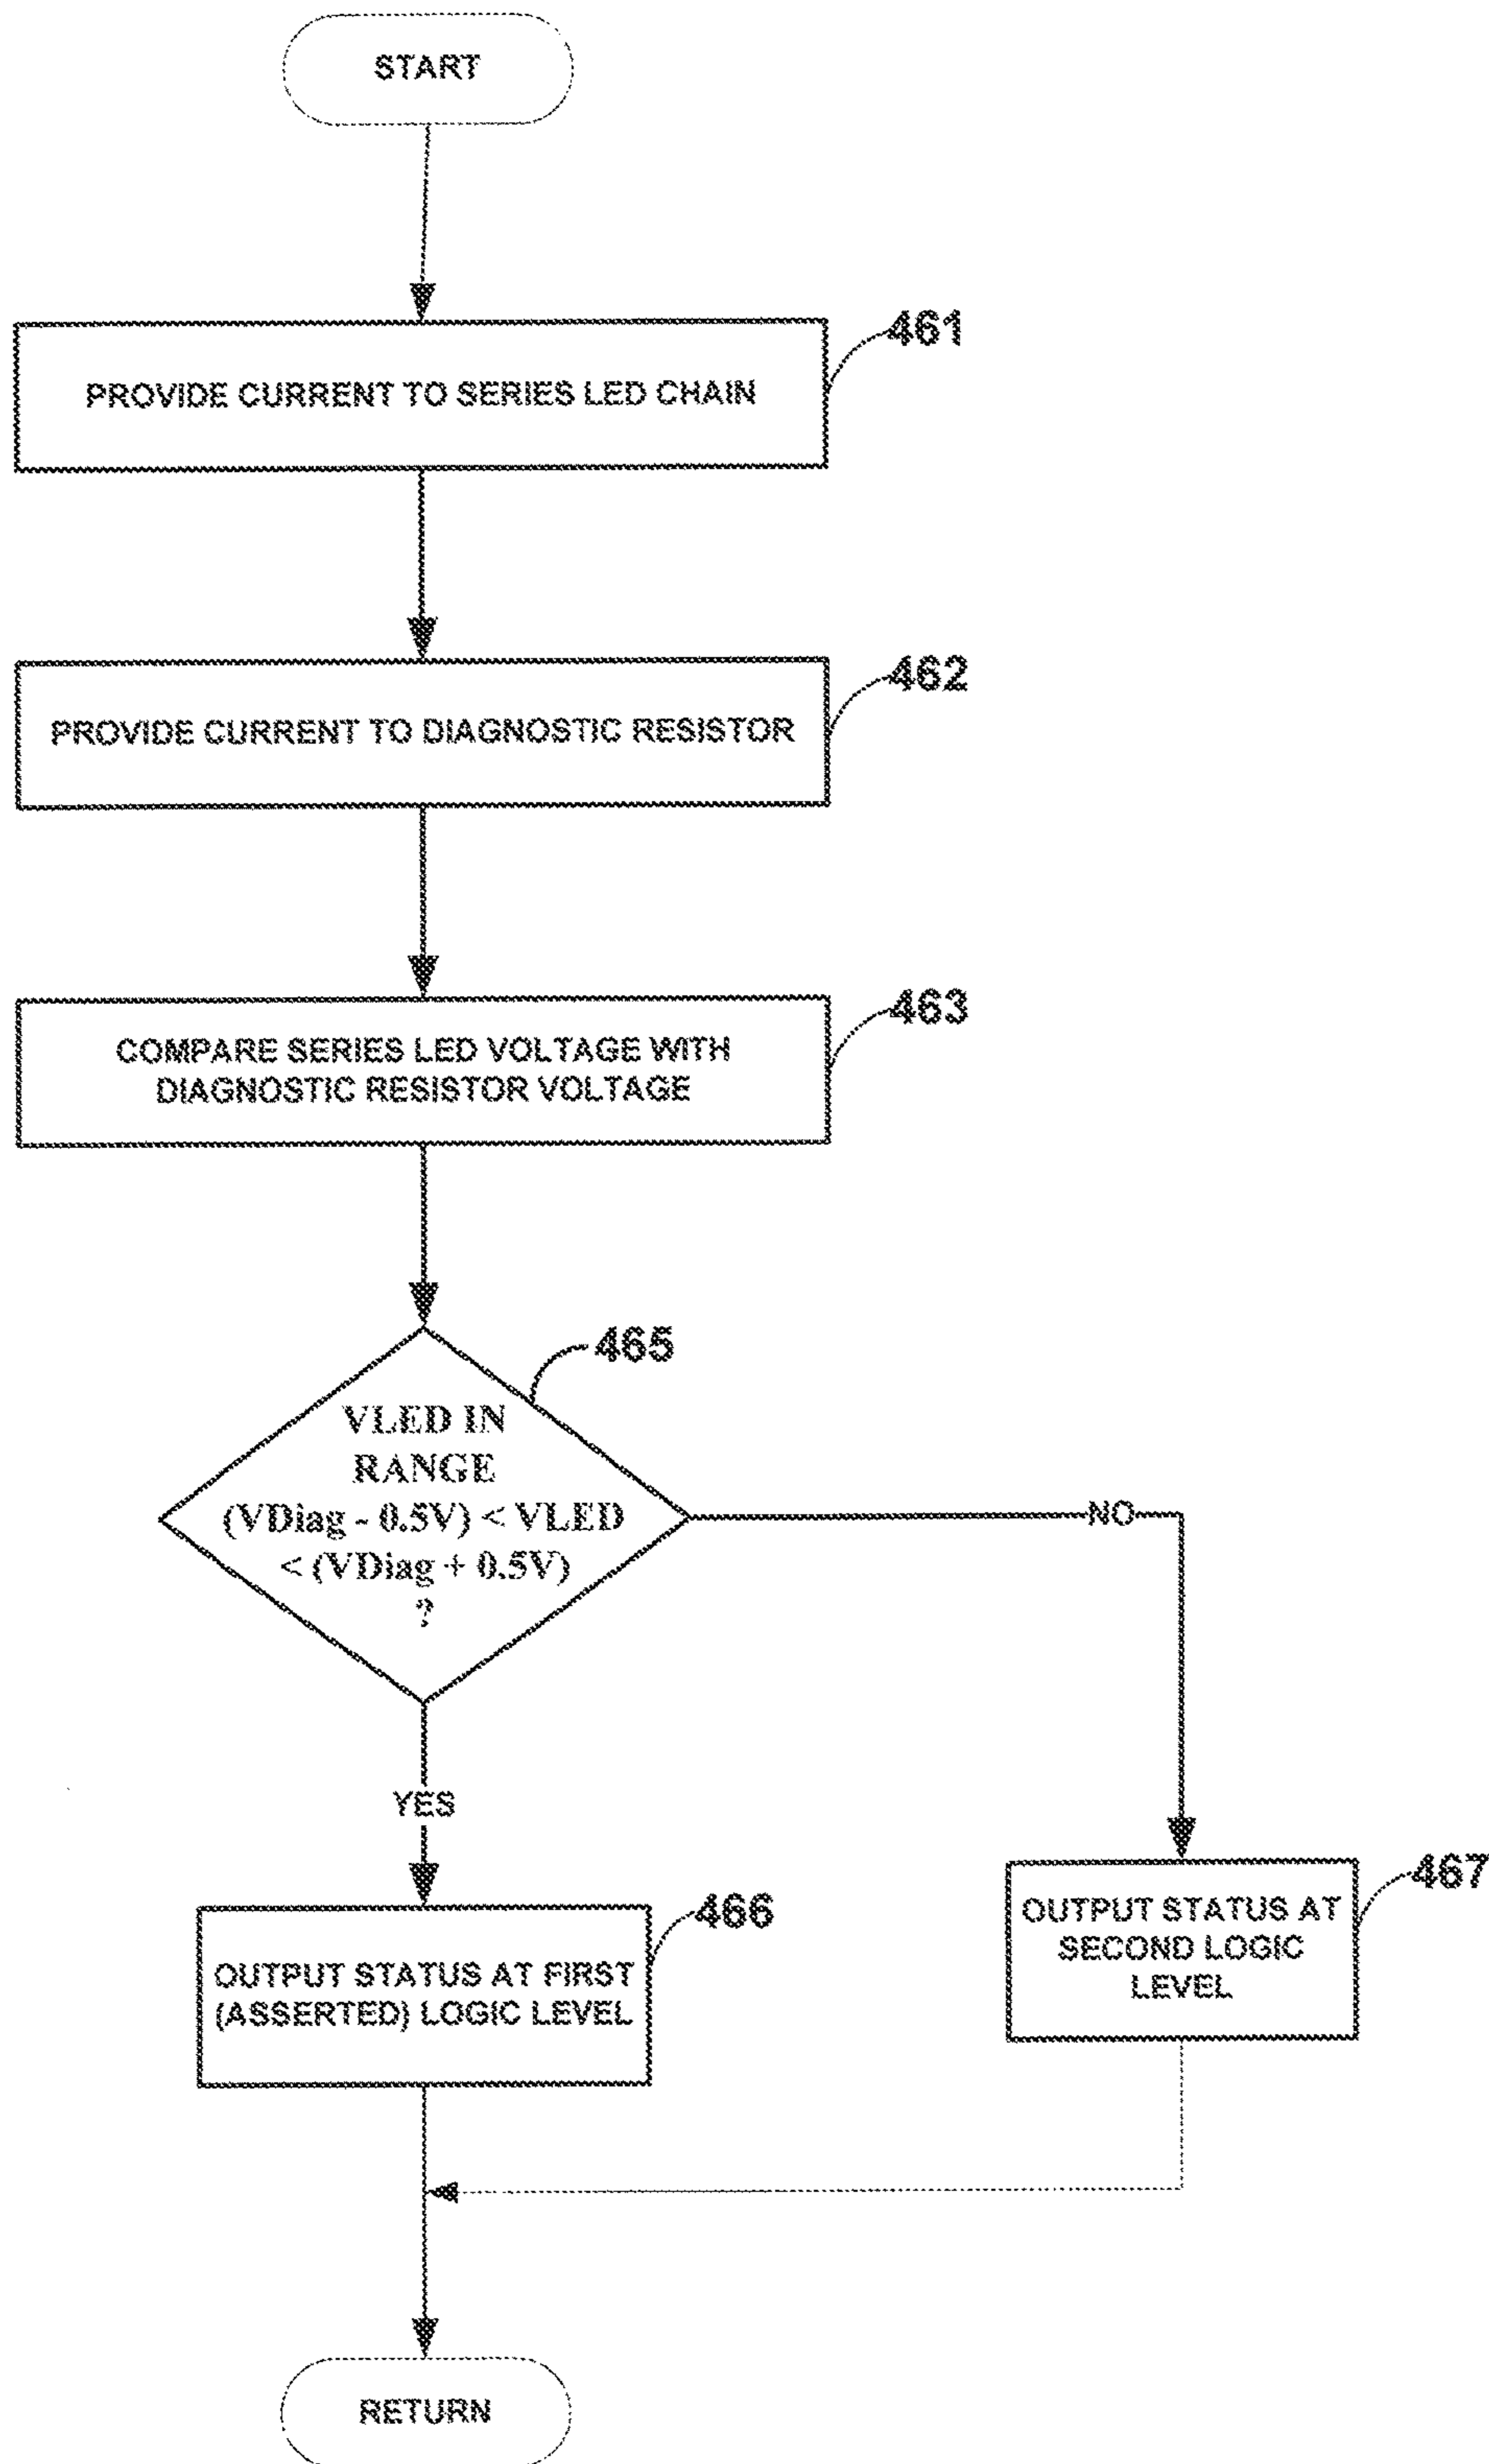 START
461
PROVIDE CURRENT TO SERIES LED CHAIN
462
PROVIDE CURRENT TO DIAGNOSTIC RESISTOR
463
COMPARE SERIES LED VOLTAGE WITH
DIAGNOSTIC RESISTOR VOLTAGE
465
VLED IN
RANGE
(VDiag - 0.5V) < VLED
< (VDiag + 0.5V)
?
NO
YES
466
OUTPUT STATUS AT FIRST
(ASSERTED) LOGIC LEVEL
467
OUTPUT STATUS AT
SECOND LOGIC
LEVEL
RETURN